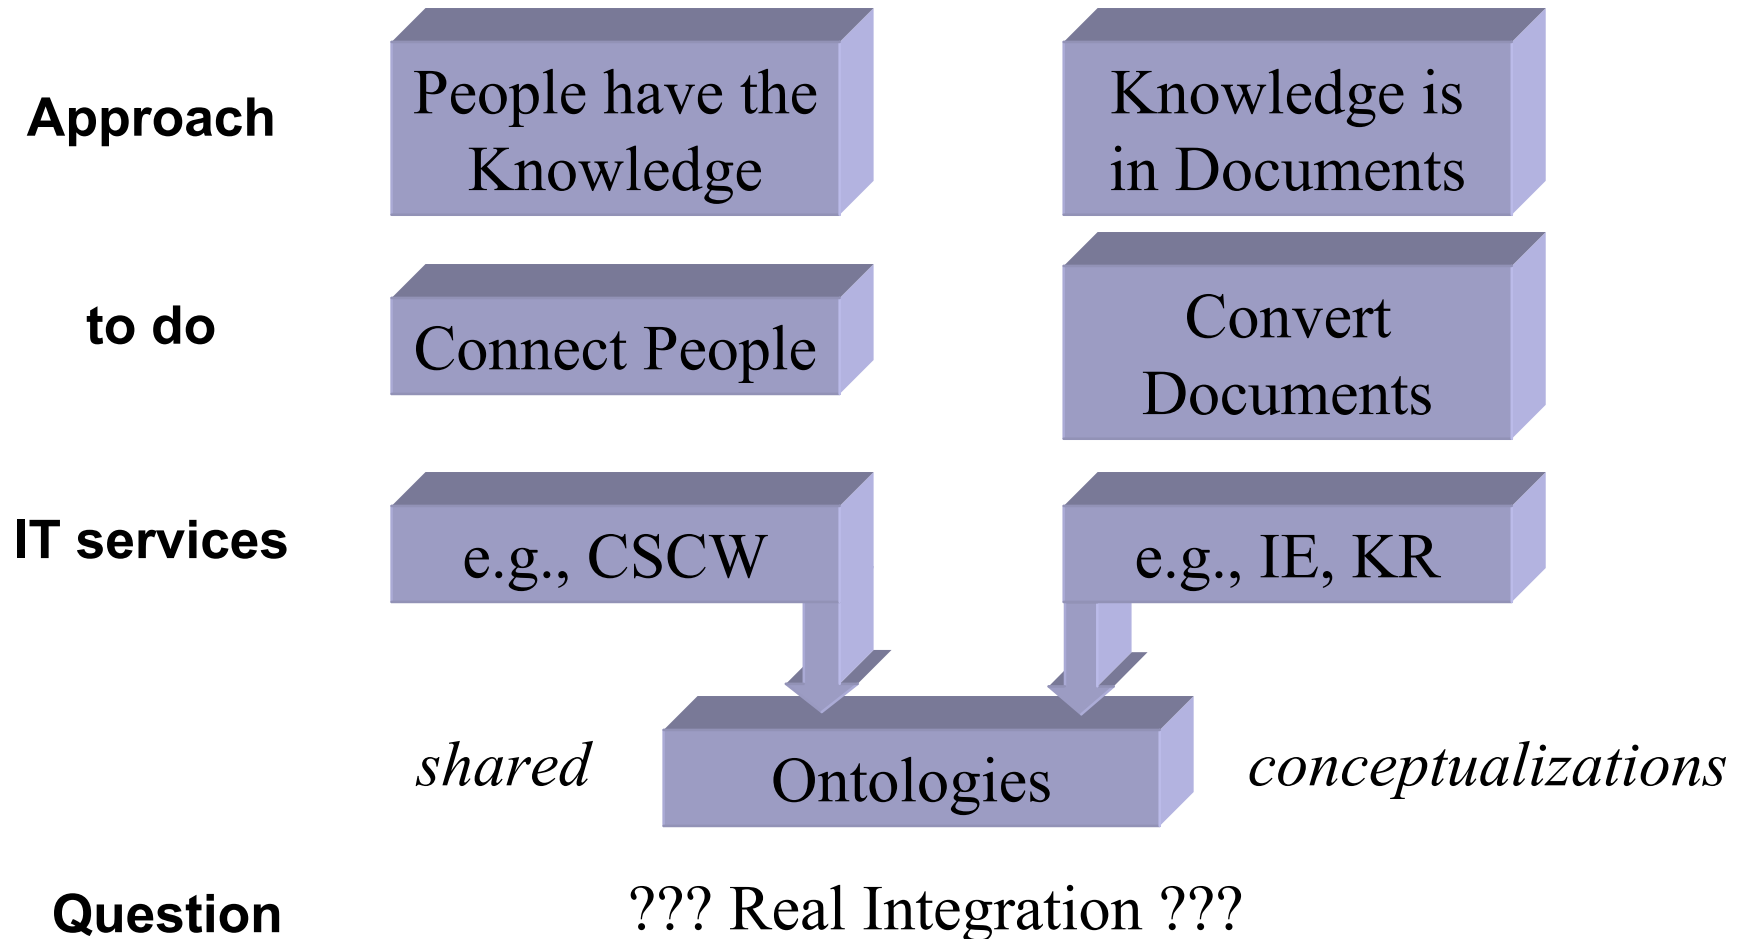 Approach
People have the
Knowledge
Knowledge is
in Documents
to do
Connect People
Convert
Documents
IT services
e.g., CSCW
e.g., IE, KR
shared
Ontologies
conceptualizations
Question
??? Real Integration ???